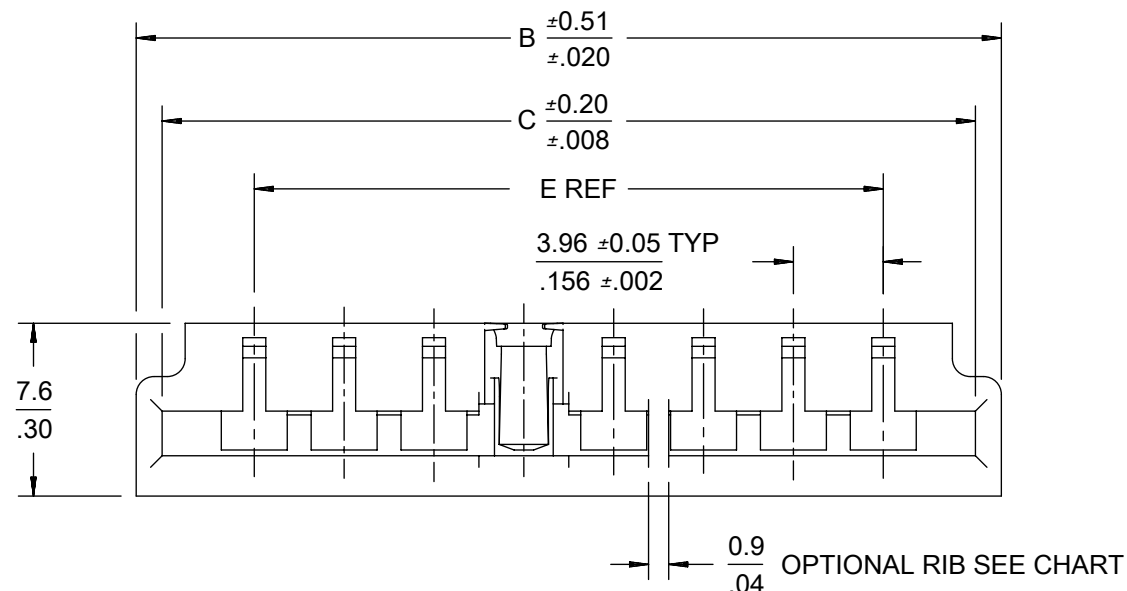 B ±0.51
±.020
C ±0.20
±.008
E REF
3.96 ±0.05 TYP
.156 ±.002
7.6
.30
0.9
.04
OPTIONAL RIB SEE CHART